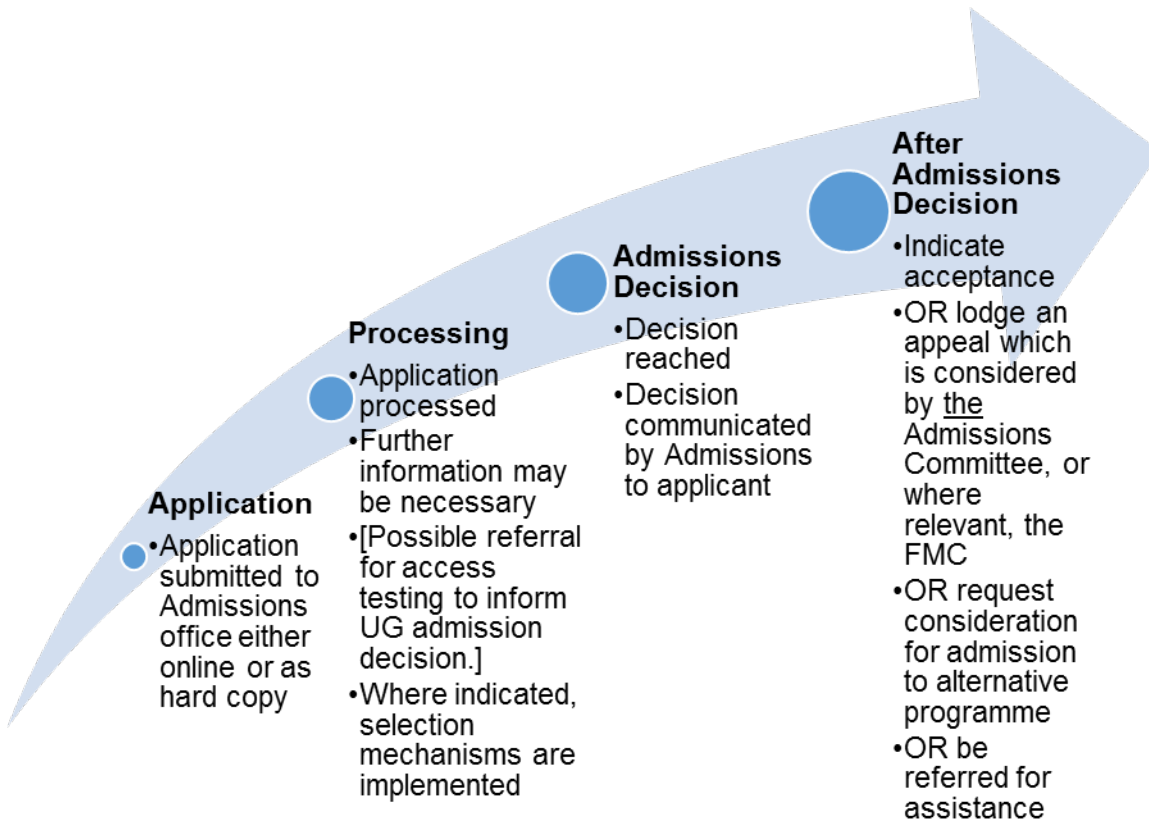 Application
•Application
submitted to
Admissions
office either
online or as
hard copy
Processing
•Application
processed
•Further
information may
be necessary
•[Possible referral
for access
testing to inform
UG admission
decision.]
•Where indicated,
selection
mechanisms are
implemented
Admissions
Decision
•Decision
reached
•Decision
communicated
by Admissions
to applicant
After
Admissions
Decision
•Indicate
acceptance
•OR lodge an
appeal which
is considered
by the
Admissions
Committee, or
where
relevant, the
FMC
•OR request
consideration
for admission
to alternative
programme
•OR be
referred for
assistance